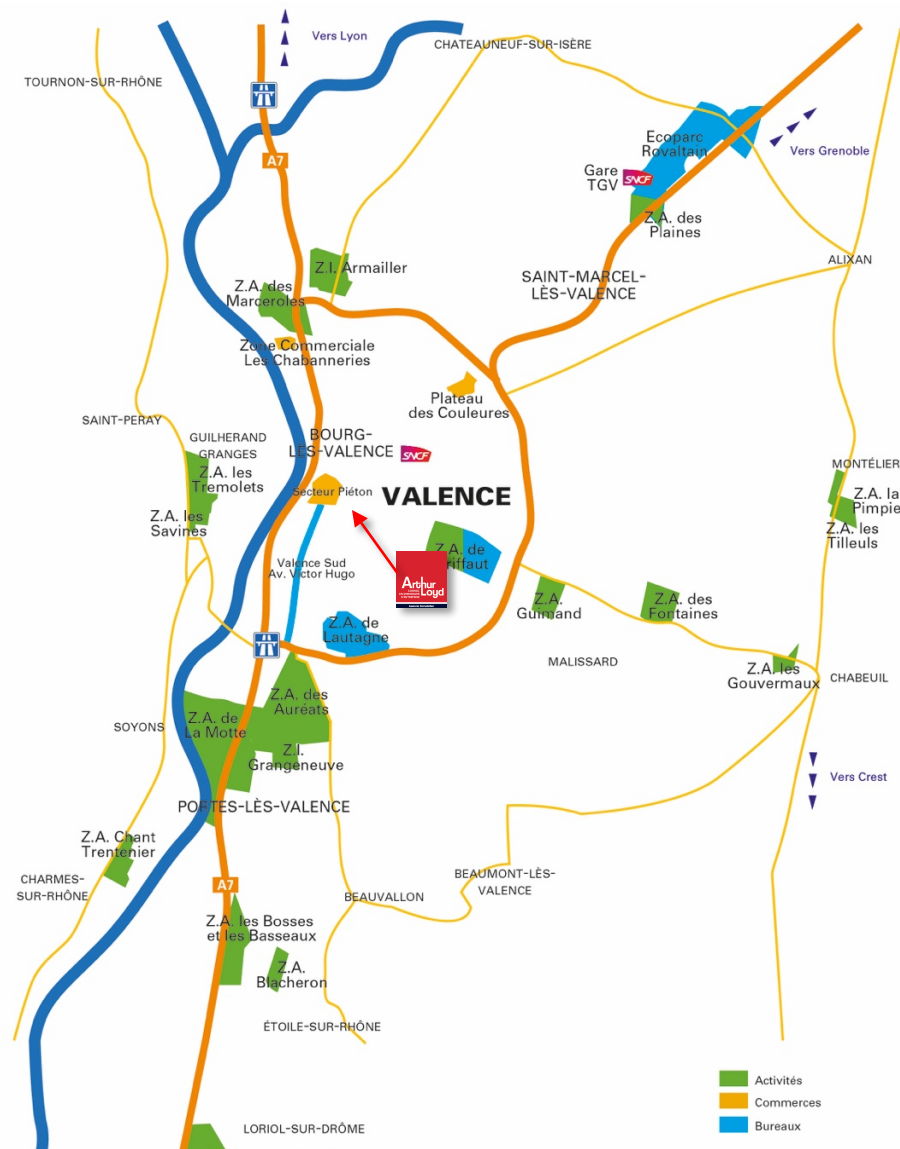 Vers Lyon
CHATEAUNEUF-SUR-ISÈRE
TOURNON-SUR-RHÔNE
A7
Ecoparc
Rovaltain
Vers Grenoble
Gare
TGV
SNCF
Z.A. des
Plaines
ALIXAN
Z.I. Armailler
SAINT-MARCEL-
LÈS-VALENCE
Z.A. des
Marceroles
Zone Commerciale
Les Chabanneries
Plateau
des Couleures
SAINT-PERAY
GUILHERAND
GRANGES
BOURG-
LÈS-VALENCE
SNCF
Z.A. les
Tremolets
Secteur Piéton
VALENCE
MONTÉLIER
Z.A. la
Pimpie
Z.A. les
Savines
Z.A. les
Tilleuls
Valence Sud
Av. Victor Hugo
Z.A. de
riffaut
Arthur
Loyd
Z.A.
Guimand
Z.A. des
Fontaines
Z.A. de
Lautagne
MALISSARD
Z.A. les
Gouvermaux
CHABEUIL
Z.A. des
Auréats
SOYONS
Z.A. de
La Motte
Z.I.
Grangeneuve
Vers Crest
PORTES-LÈS-VALENCE
Z.A. Chant
Trentenier
CHARMES-
SUR-RHÔNE
A7
BEAUMONT-LÈS-
VALENCE
BEAUVALLON
Z.A. les Bosses
et les Basseaux
Z.A.
Blacheron
ÉTOILE-SUR-RHÔNE
Activités
Commerces
Bureaux
LORIOL-SUR-DRÔME